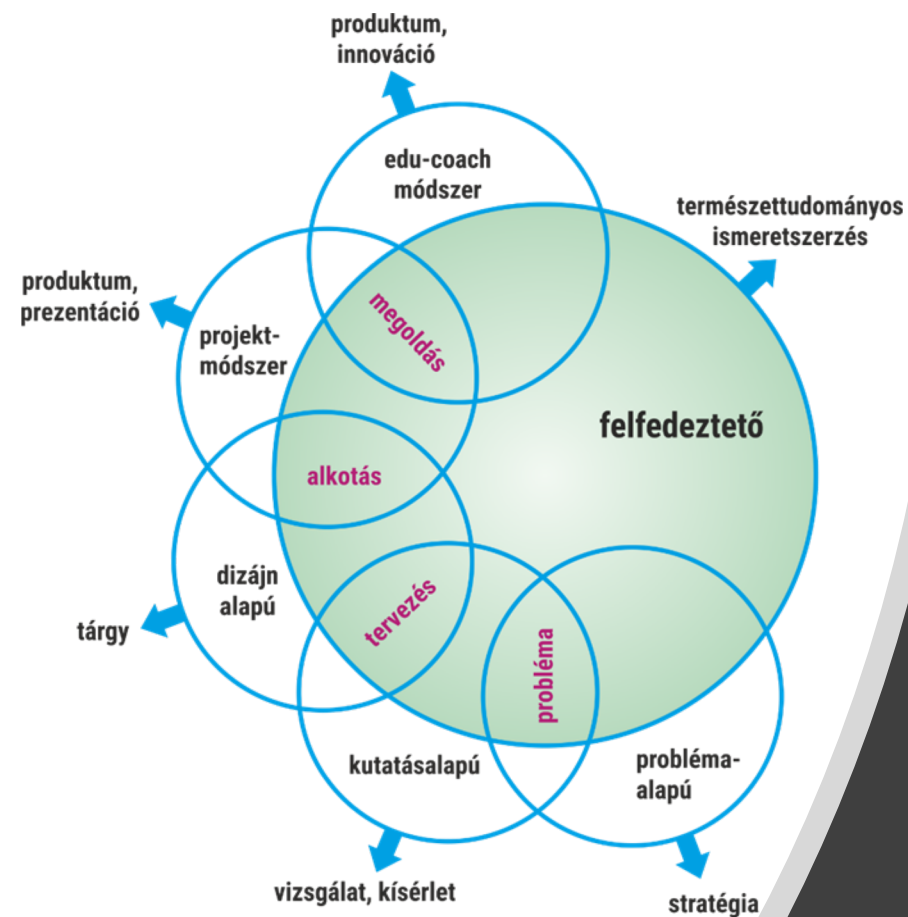 produktum,
innováció
edu-coach
módszer
természettudományos
ismeretszerzés
produktum,
prezentáció
projekt-
módszer
megoldás
felfedeztető
alkotás
dizájn
alapú
tervezés
tárgy
probléma
kutatásalapú
probléma-
alapú
vizsgálat, kísérlet
stratégia